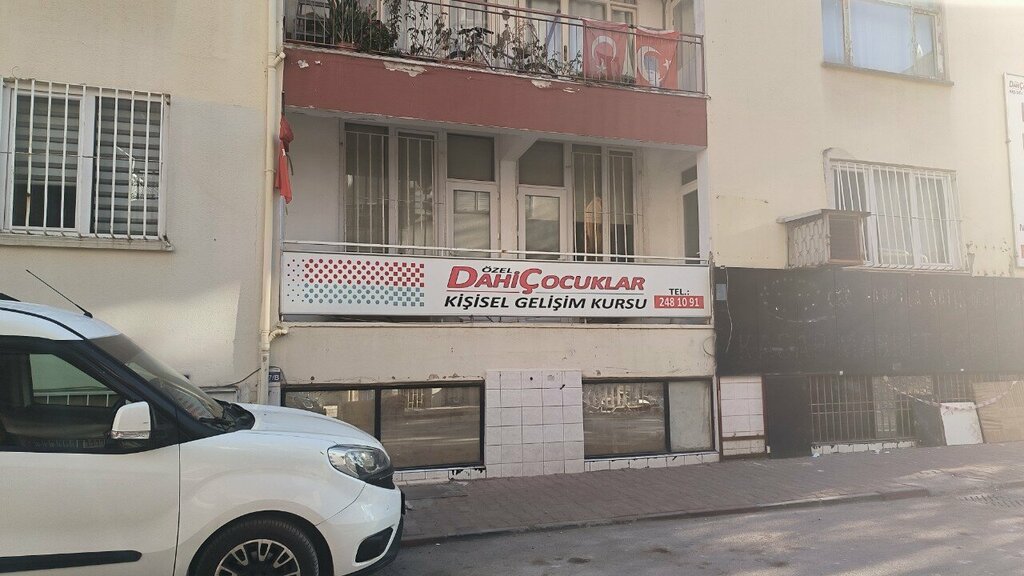 ÖZEL
DAHİ ÇOCUKLAR
KİŞİSEL GELİŞİM KURSU
TEL.:
248 10 91